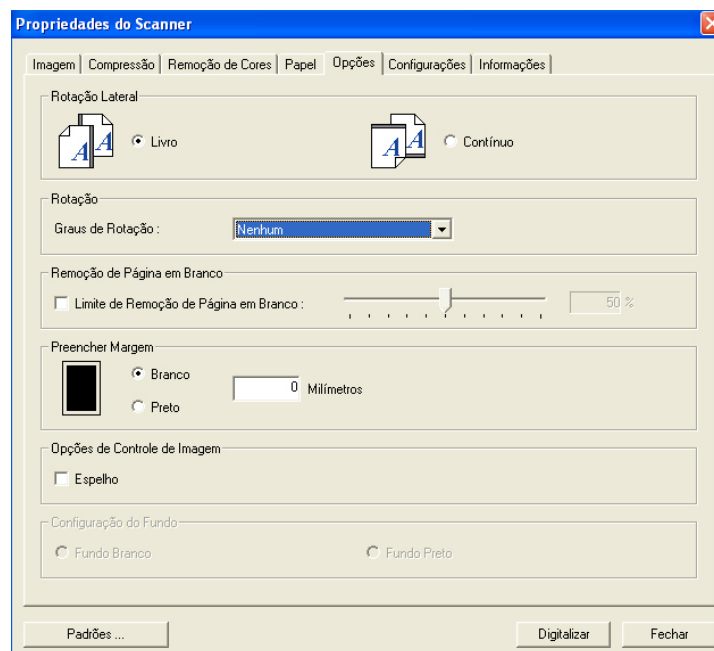 Propriedades do Scanner
Imagem Compressão Remoção de Cores Papel Opções Configurações Informações
Rotação Lateral
A A Livro A A Contínuo
Rotação
Graus de Rotação : Nenhum
Remoção de Página em Branco
Limite de Remoção de Página em Branco : 50 %
Preencher Margem
Branco
0 Milímetros
Preto
Opções de Controle de Imagem
Espelho
Configuração do Fundo
Fundo Branco Fundo Preto
Padrões ... Digitalizar Fechar